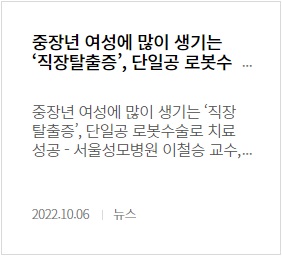 중장년 여성에 많이 생기는
‘직장탈출증’, 단일공 로봇수 ...
중장년 여성에 많이 생기는 ‘직장
탈출증’, 단일공 로봇수술로 치료
성공 - 서울성모병원 이철승 교수,...
2022.10.06 | 뉴스